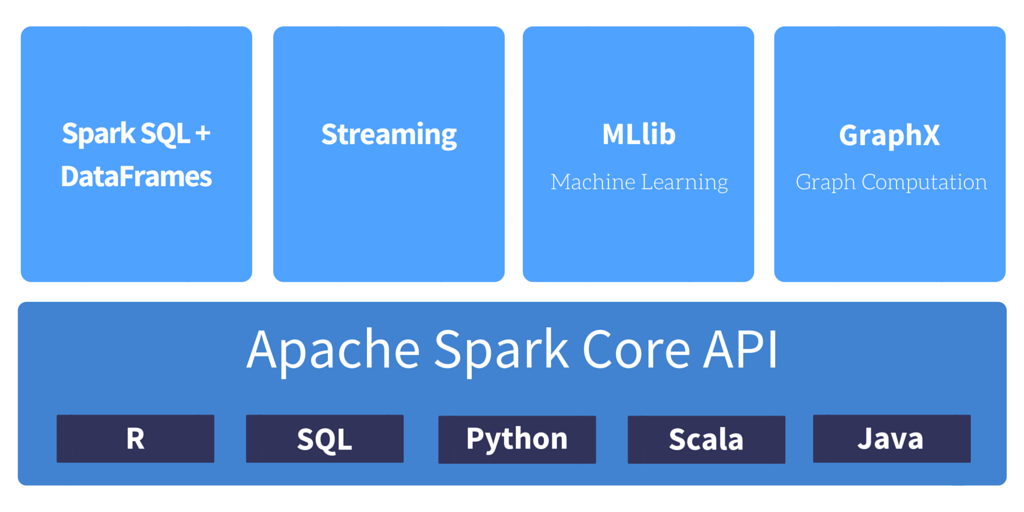 Spark SQL +
DataFrames
Streaming
MLlib
Machine Learning
GraphX
Graph Computation
Apache Spark Core API
R
SQL
Python
Scala
Java